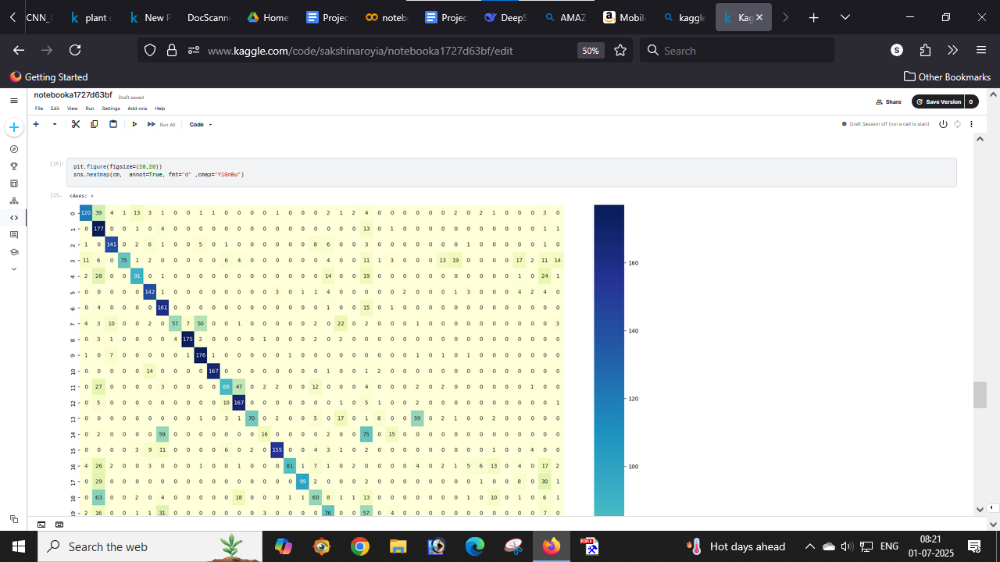 CNN_
plant
New P
DocScann
Home
Projec
noteb
Projec
DeepS
AMAZ
Mobil
kaggle
Kag
www.kaggle.com/code/sakshinaroyia/notebooka1727d63bf/edit
50%
Search
S
Getting Started
Other Bookmarks
notebooka1727d63bf Draft saved
File Edit View Run Settings Add-ons Help
Share
Save Version 0
Run All
Code
Draft Session off (run a cell to start)
[25]:
plt.figure(figsize=(20,20))
sns.heatmap(cm, annot=True, fmt="d" ,cmap="YlGnBu")
[25…
<Axes: >
0 120 39 4 1 13 3 1 0 0 1 1 0 0 0 0 1 0 0 0 2 1 2 4 0 0 0 0 0 0 2 0 2 1 0 0 0 3 0
1 0 177 0 0 1 0 4 0 0 0 0 0 0 0 0 0 0 0 0 0 0 0 13 0 1 0 0 0 0 0 0 0 0 0 0 0 1 1
2 1 0 141 0 2 6 1 0 0 5 0 1 0 0 0 0 0 0 8 6 0 0 3 0 0 0 0 0 0 0 1 0 0 0 0 0 1 0
3 11 6 0 75 1 2 0 0 0 0 0 6 4 0 0 0 0 0 0 4 0 0 11 1 3 0 0 0 13 19 0 0 0 0 17 2 11 14
4 2 28 0 0 91 0 1 0 0 0 0 0 0 0 0 0 0 0 0 14 0 0 19 0 0 0 0 0 0 0 0 0 0 0 1 0 24 1
5 0 0 0 0 0 142 1 0 0 0 0 0 0 0 0 3 0 1 1 4 0 0 0 0 0 2 0 0 0 1 3 0 0 0 4 2 4 0
6 0 4 0 0 0 0 161 0 0 0 0 0 0 0 0 0 0 0 0 1 0 0 15 0 1 0 0 0 0 0 0 0 0 0 0 0 0 0
7 4 3 10 0 0 2 0 57 7 50 0 0 1 0 0 0 0 0 2 0 22 0 2 0 0 0 1 0 0 0 0 0 0 0 0 0 0 3
8 0 3 1 0 0 0 0 4 175 2 0 0 0 0 1 0 0 0 2 0 2 0 0 0 0 0 0 0 0 0 0 0 0 0 0 0 0 0
9 1 0 7 0 0 0 0 0 1 176 1 0 0 0 0 0 1 0 0 0 0 0 0 0 0 0 1 0 1 0 1 0 0 0 0 0 0 0
10 0 0 0 0 0 14 0 0 0 0 167 0 0 0 0 0 0 0 0 1 0 0 1 2 0 0 0 0 0 0 0 0 0 0 0 0 0 0
11 0 27 0 0 0 0 3 0 0 0 0 86 47 0 2 0 0 0 12 0 0 0 4 0 0 0 2 0 2 0 0 0 0 0 0 1 0 0
12 0 5 0 0 0 0 0 0 0 0 0 10 167 0 0 0 0 0 0 0 1 0 5 1 0 0 2 0 0 0 0 0 0 0 0 0 0 1
13 0 0 0 0 0 0 0 0 0 1 0 3 1 70 0 0 0 0 5 0 17 0 1 8 0 0 59 0 2 1 0 0 2 0 0 0 0 0
14 0 2 0 0 0 0 59 0 0 0 0 0 0 0 16 0 0 0 0 0 0 0 75 0 15 0 0 0 0 0 0 0 0 0 0 0 0 0
15 0 0 0 0 3 9 11 0 0 0 0 6 0 2 0 155 0 0 4 3 1 0 2 0 0 0 0 0 0 0 0 0 1 0 0 4 0 0
16 4 26 2 0 0 3 0 0 1 0 0 0 1 0 0 0 81 1 7 1 0 2 0 0 0 0 4 0 2 1 5 6 13 0 4 0 17 2
17 0 29 0 0 0 0 0 0 0 0 0 0 0 0 0 0 0 99 2 0 0 0 2 0 0 0 0 0 0 0 0 1 0 0 8 0 30 1
18 0 63 0 0 2 0 4 0 0 0 0 0 18 0 0 0 1 1 60 8 1 1 13 0 0 0 0 0 0 0 1 0 10 1 0 0 6 1
2 16 0 0 1 1 31 0 0 0 0 0 0 0 3 0 0 0 0 76 0 0 57 0 4 0 0 0 0 0 0 0 0 0 0 0 7 0
160
140
120
100
Search the web
Hot days ahead
ENG
6:21
01-07-2025